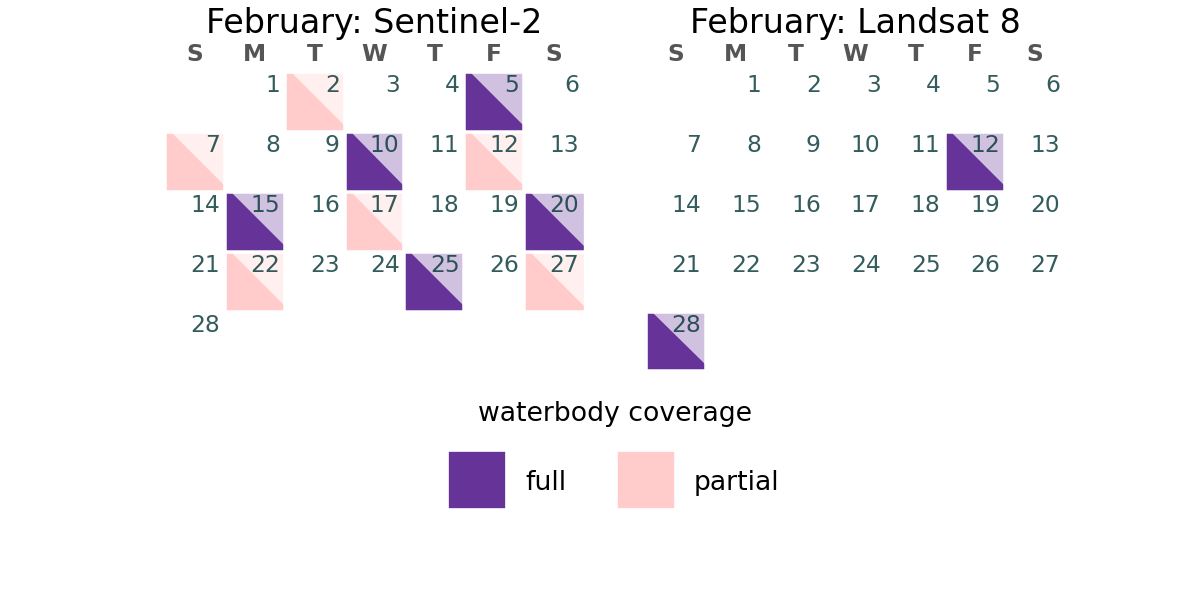 February: Sentinel-2
S M T W T F S
1 2 3 4 5 6
7 8 9 10 11 12 13
14 15 16 17 18 19 20
21 22 23 24 25 26 27
28
February: Landsat 8
S M T W T F S
1 2 3 4 5 6
7 8 9 10 11 12 13
14 15 16 17 18 19 20
21 22 23 24 25 26 27
28
waterbody coverage
full
partial